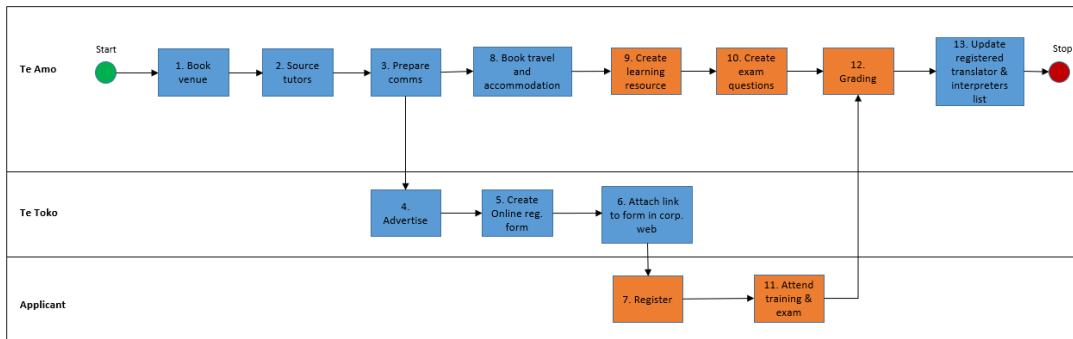 Start
Stop
Te Amo
1. Book
venue
2. Source
tutors
3. Prepare
comms
8. Book travel
and
accommodation
9. Create
learning
resource
10. Create
exam
questions
12.
Grading
13. Update
registered
translator &
interpreters
list
Te Toko
4.
Advertise
5. Create
Online reg.
form
6. Attach link
to form in corp.
web
Applicant
7. Register
11. Attend
training &
exam